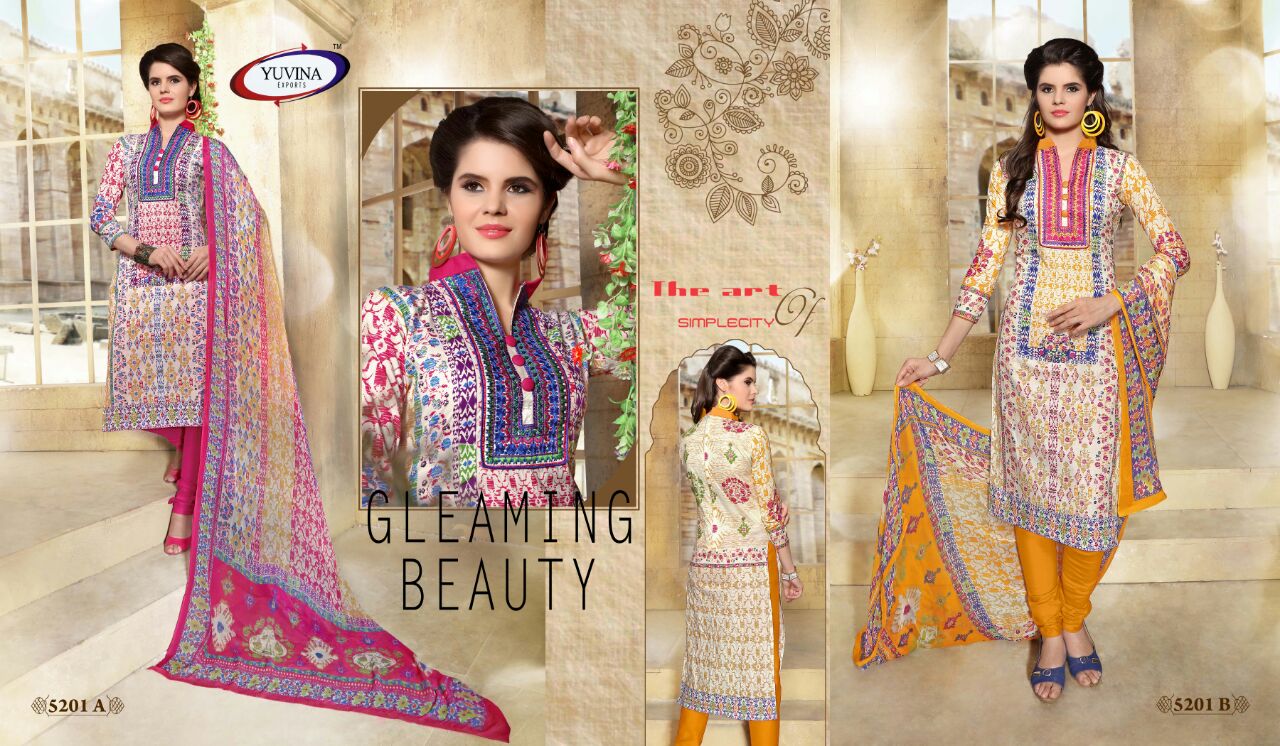 YUVINA
EXPORTS
TM
GLEAMING
BEAUTY
The art
Of
SIMPLECITY
5201 A
5201 B